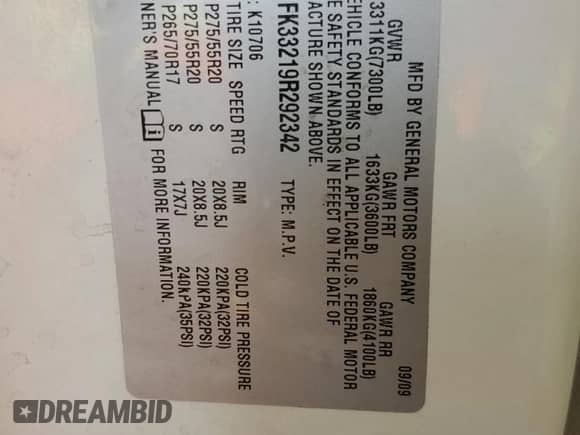 MFD BY GENERAL MOTORS COMPANY 09/09
GVWR GAWR FRT GAWR RR
3311KG(7300LB) 1633KG(3600LB) 1860KG(4100LB)
EHICLE CONFORMS TO ALL APPLICABLE U.S. FEDERAL MOTOR
E SAFETY STANDARDS IN EFFECT ON THE DATE OF
ACTURE SHOWN ABOVE.
FK33219R292342 TYPE: M.P.V.
: K10706
TIRE SIZE SPEED RTG RIM COLD TIRE PRESSURE
P275/55R20 S 20X8.5J 220KPA(32PSI)
P275/55R20 S 20X8.5J 220KPA(32PSI)
P265/70R17 S 17X7J 240KPA(35PSI)
NER'S MANUAL i FOR MORE INFORMATION.
DREAMBID